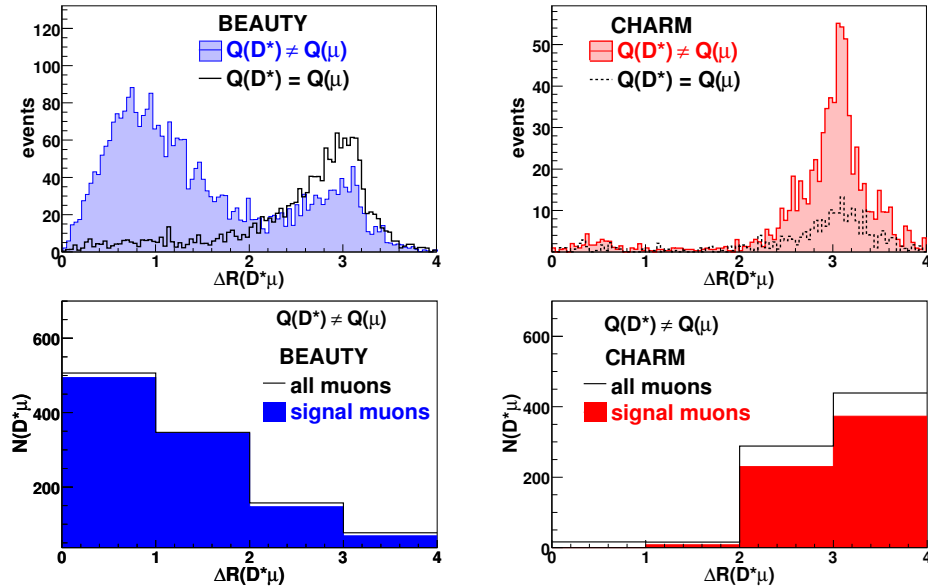 BEAUTY
Q(D*) ≠ Q(μ)
Q(D*) = Q(μ)
events
120
100
80
60
40
20
0
0 1 2 3 4
ΔR(D*μ)
CHARM
Q(D*) ≠ Q(μ)
Q(D*) = Q(μ)
events
50
40
30
20
10
0 1 2 3 4
ΔR(D*μ)
Q(D*) ≠ Q(μ)
BEAUTY
all muons
signal muons
N(D*μ)
600
400
200
0 1 2 3 4
ΔR(D*μ)
Q(D*) ≠ Q(μ)
CHARM
all muons
signal muons
N(D*μ)
600
400
200
0
0 1 2 3 4
ΔR(D*μ)